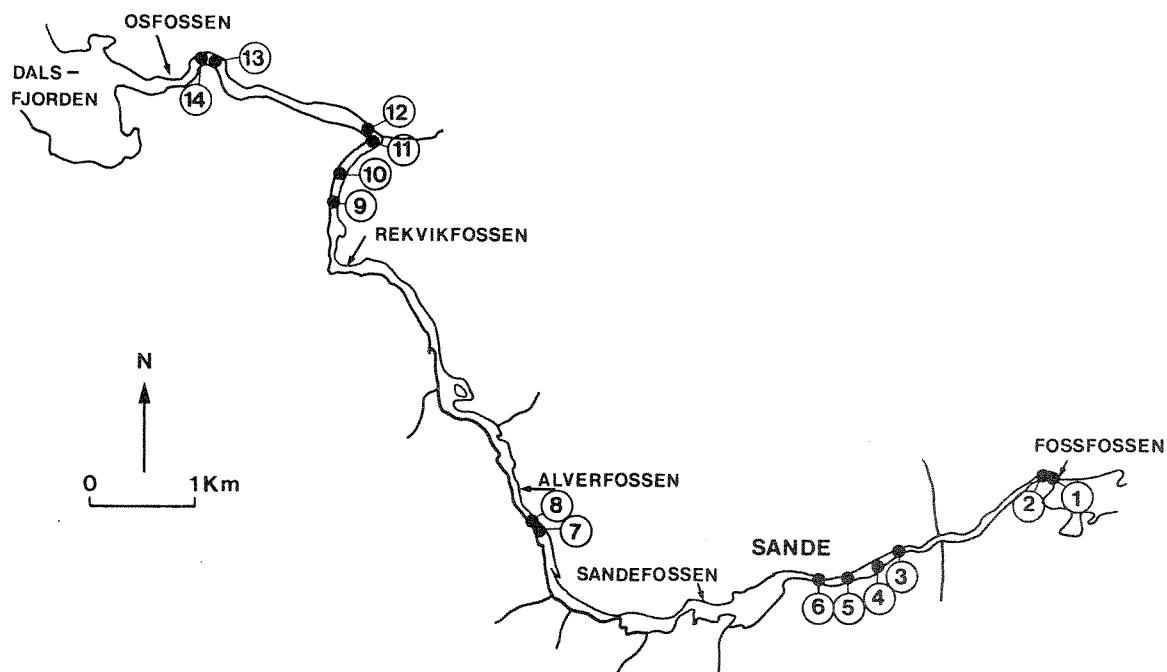 OSFOSSEN
13
DALS-
FJORDEN
14
12
11
10
9
REKVIKFOSSEN
N
0 1Km
ALVERFOSSEN
8
7
FOSSFOSSEN
2
1
SANDE
3
4
5
6
SANDEFOSSEN